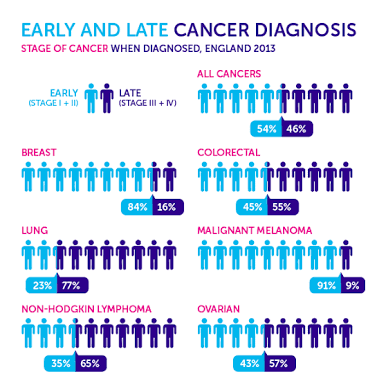 EARLY AND LATE CANCER DIAGNOSIS
STAGE OF CANCER WHEN DIAGNOSED, ENGLAND 2013
EARLY
(STAGE I + II)
LATE
(STAGE III + IV)
ALL CANCERS
54% 46%
BREAST
84% 16%
COLORECTAL
45% 55%
LUNG
23% 77%
MALIGNANT MELANOMA
91% 9%
NON-HODGKIN LYMPHOMA
35% 65%
OVARIAN
43% 57%